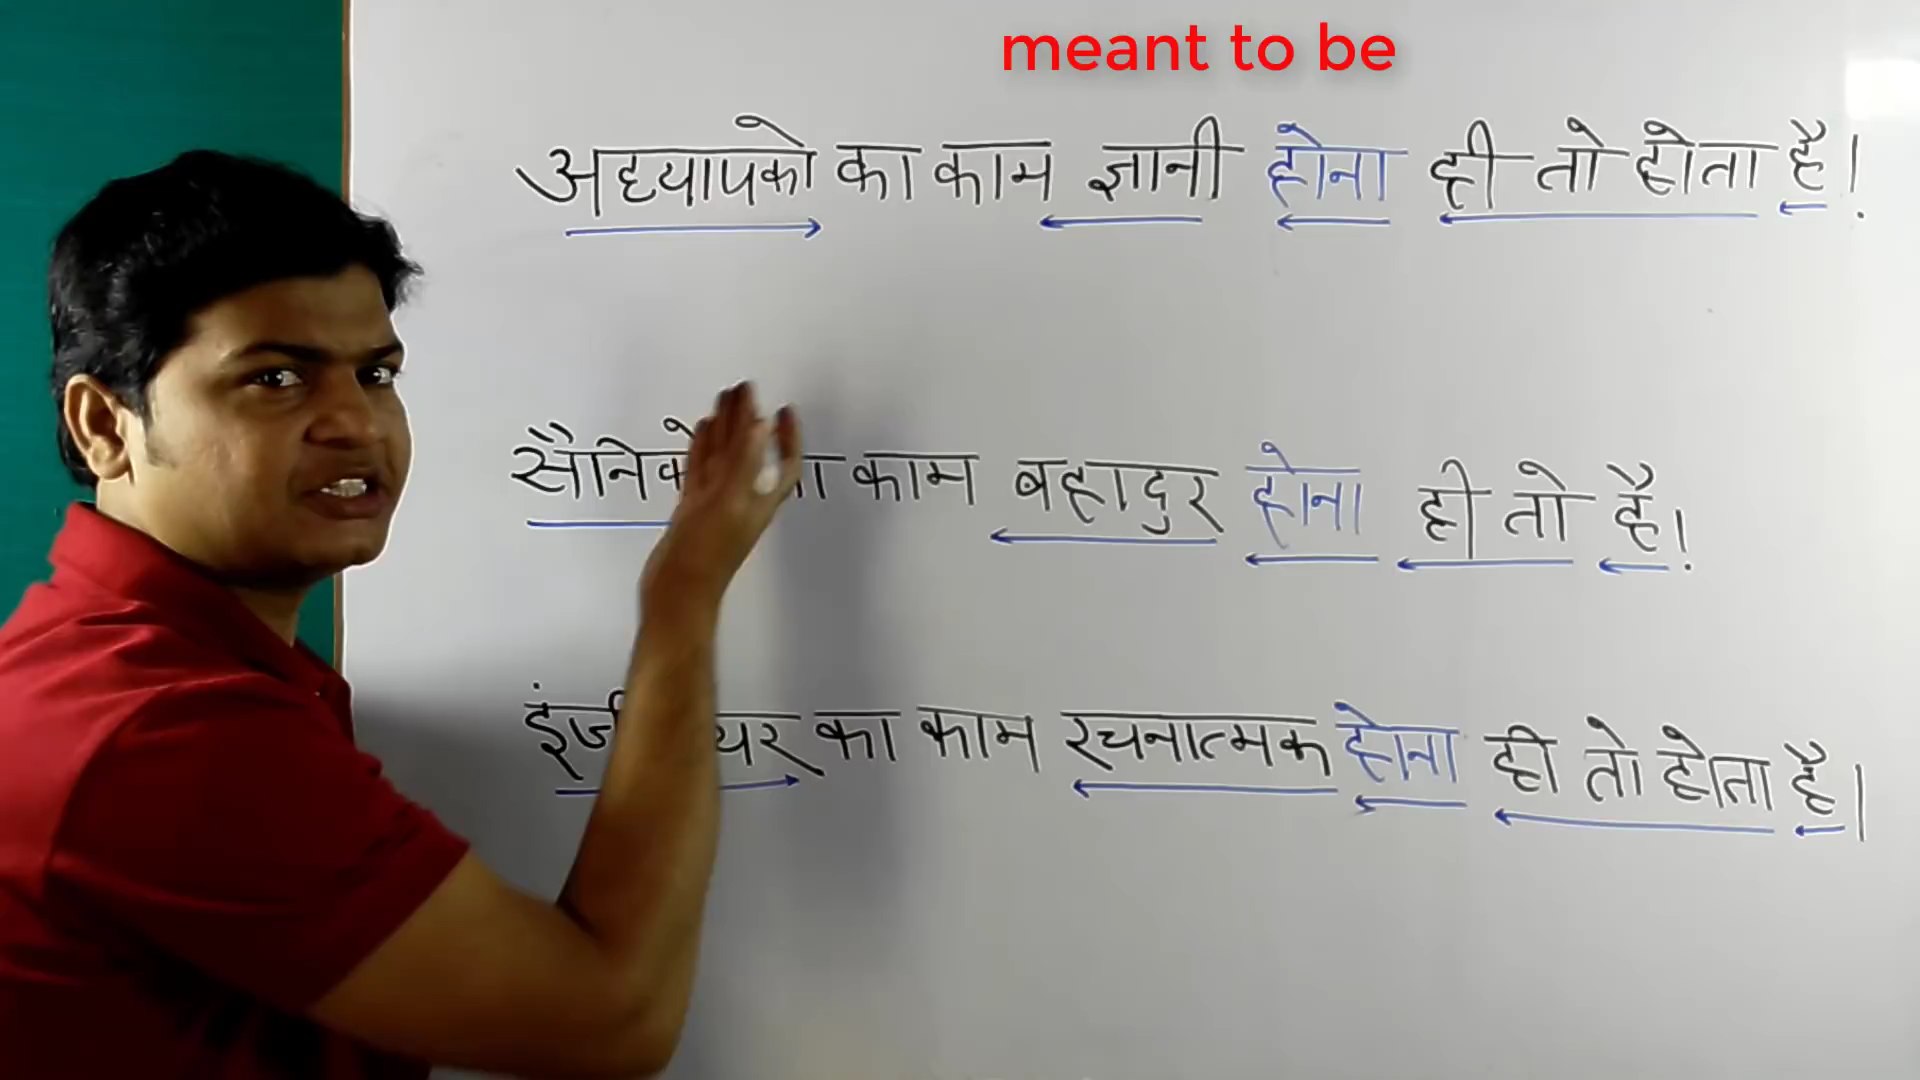 meant to be
अध्यापको का काम ज्ञानी होना ही तो होता है!
काम बहादुर होना ही तो है!
का काम रचनात्मक होना ही तो होता है।